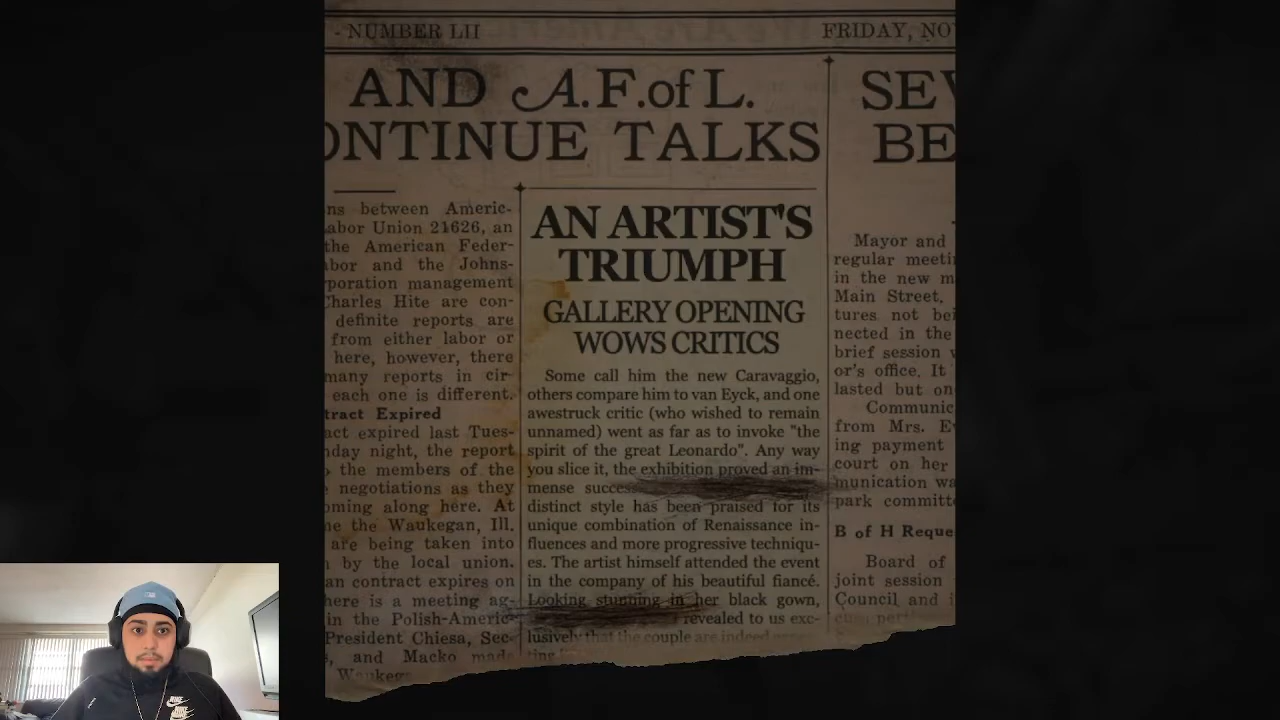 - NUMBER LII
FRIDAY, NO
AND A.F.of L.
ONTINUE TALKS
ns between Americ-
abor Union 21626, an
the American Feder-
bor and the Johns-
poration management
Charles Hite are con-
definite reports are
from either labor or
here, however, there
many reports in cir-
each one is different.
tract Expired
act expired last Tues-
day night, the report
the members of the
negotiations as they
oming along here. At
e the Waukegan, Ill.
are being taken into
by the local union.
an contract expires on
here is a meeting ag-
in the Polish-Americ-
President Chiesa, Sec-
, and Macko made
Waukeg
AN ARTIST'S
TRIUMPH
GALLERY OPENING
WOWS CRITICS
Some call him the new Caravaggio,
others compare him to van Eyck, and one
awestruck critic (who wished to remain
unnamed) went as far as to invoke "the
spirit of the great Leonardo". Any way
you slice it, the exhibition proved an im-
mense succes
distinct style has been praised for its
unique combination of Renaissance in-
fluences and more progressive techniqu-
es. The artist himself attended the event
in the company of his beautiful fiancé.
Looking stunning in her black gown,
revealed to us exc-
lusively that the couple are indeed
ting
SEV
BE
Mayor and
regular meetin
in the new m
Main Street.
tures not bei
nected in the
brief session w
or's office. It
lasted but on
Communic
from Mrs. Ev
ing payment
court on her
munication wa
park committe
B of H Reque
Board of
joint session
Council and i